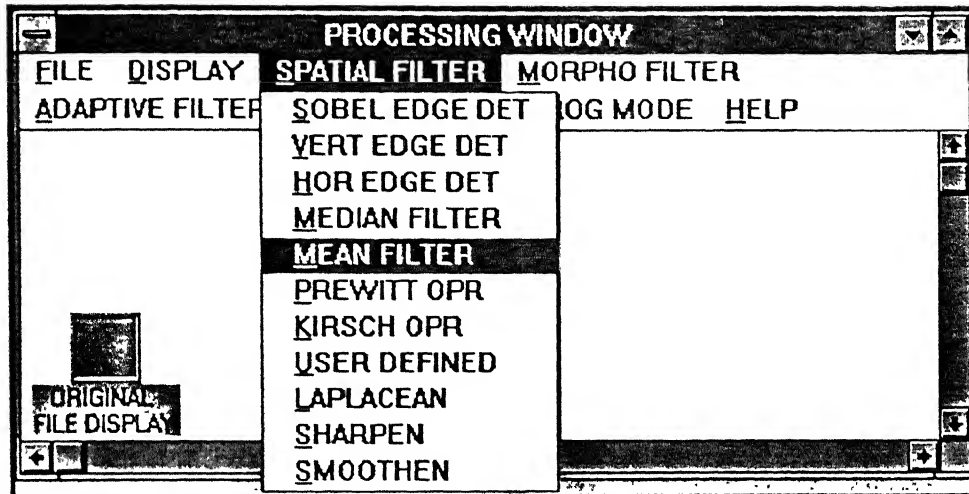 PROCESSING WINDOW
FILE DISPLAY SPATIAL FILTER MORPHO FILTER
ADAPTIVE FILTER OG MODE HELP
SOBEL EDGE DET
VERT EDGE DET
HOR EDGE DET
MEDIAN FILTER
MEAN FILTER
PREWITT OPR
KIRSCH OPR
USER DEFINED
LAPLACEAN
SHARPEN
SMOOTHEN
ORIGINAL
FILE DISPLAY